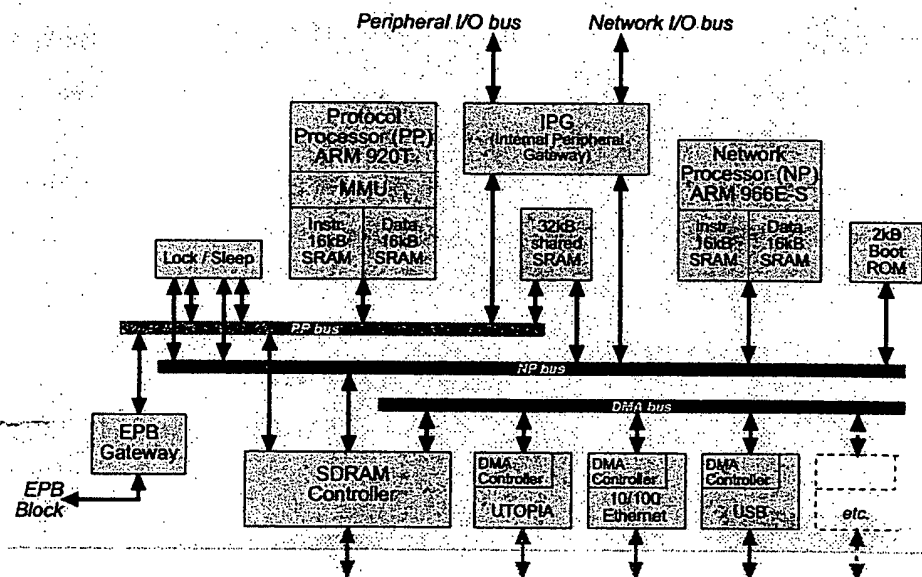 Peripheral I/O bus
Network I/O bus
Protocol
Processor (PP)
ARM 920T
MMU
Instr.
16kB
SRAM
Data
16kB
SRAM
IPG
(Internal Peripheral
Gateway)
32kB
shared
SRAM
Network
Processor (NP)
ARM 966E-S
Instr.
16kB
SRAM
Data
16kB
SRAM
2kB
Boot
ROM
Lock / Sleep
PP bus
NP bus
DMA bus
EPB
Gateway
EPB
Block
SDRAM
Controller
DMA
Controller
UTOPIA
DMA
Controller
10/100
Ethernet
DMA
Controller
USB
etc.